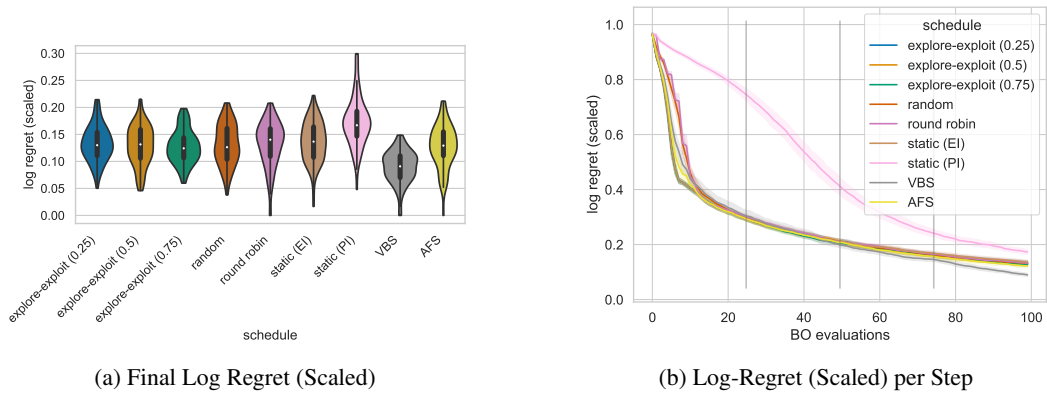 0.30
0.25
0.20
0.15
0.10
0.05
0.00
log regret (scaled)
explore-exploit (0.25)
explore-exploit (0.5)
explore-exploit (0.75)
random
round robin
static (EI)
static (PI)
VBS
AFS
schedule
(a) Final Log Regret (Scaled)
1.0
0.8
0.6
0.4
0.2
0.0
log regret (scaled)
schedule
explore-exploit (0.25)
explore-exploit (0.5)
explore-exploit (0.75)
random
round robin
static (EI)
static (PI)
VBS
AFS
0 20 40 60 80 100
BO evaluations
(b) Log-Regret (Scaled) per Step